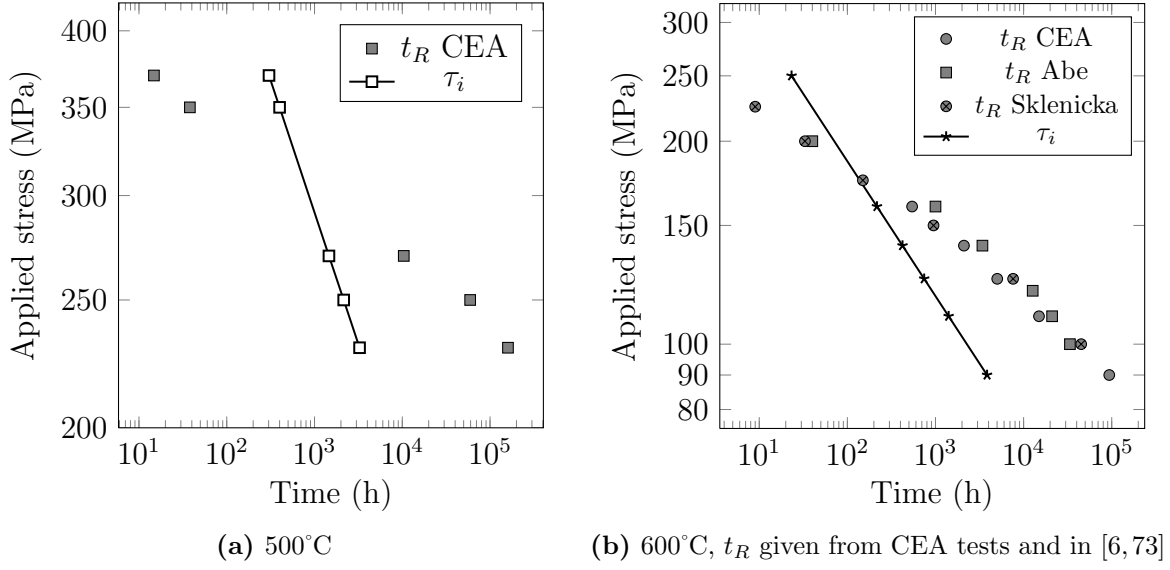 Applied stress (MPa)
400
350
300
250
200
10^1
10^2
10^3
10^4
10^5
Time (h)
t_R CEA
τ_i
(a) 500°C
Applied stress (MPa)
300
250
200
150
100
90
80
10^1
10^2
10^3
10^4
10^5
Time (h)
t_R CEA
t_R Abe
t_R Sklenicka
τ_i
(b) 600°C, t_R given from CEA tests and in [6, 73]